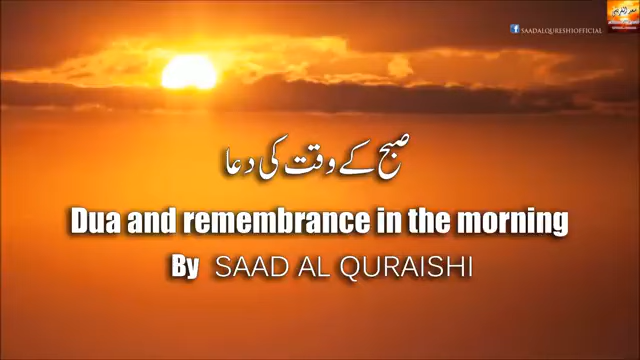 SAADALQURESHIOFFICIAL
صبح کے وقت کی دعا
Dua and remembrance in the morning
By SAAD AL QURAISHI